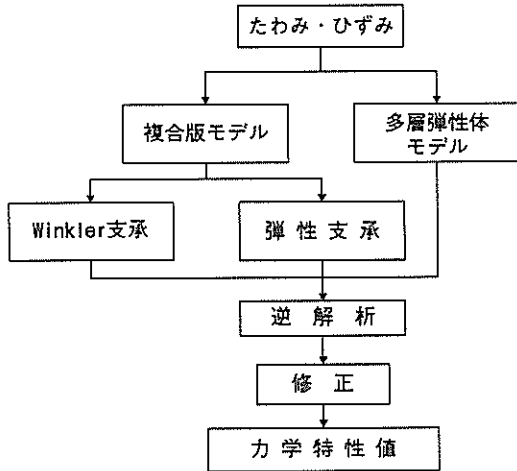 たわみ・ひずみ
複合版モデル
多層弾性体
モデル
Winkler支承
弾性支承
逆解析
修正
力学特性値